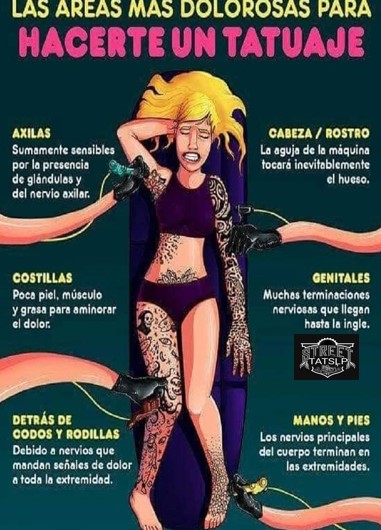 LAS ÁREAS MÁS DOLOROSAS PARA
HACERTE UN TATUAJE
AXILAS
Sumamente sensibles
por la presencia
de glándulas y
del nervio axilar.
CABEZA / ROSTRO
La aguja de la máquina
tocará inevitablemente
el hueso.
COSTILLAS
Poca piel, músculo
y grasa para aminorar
el dolor.
GENITALES
Muchas terminaciones
nerviosas que llegan
hasta la ingle.
STREET
TATSLP
DETRÁS DE
CODOS Y RODILLAS
Debido a nervios que
mandan señales de dolor
a toda la extremidad.
MANOS Y PIES
Los nervios principales
del cuerpo terminan en
las extremidades.